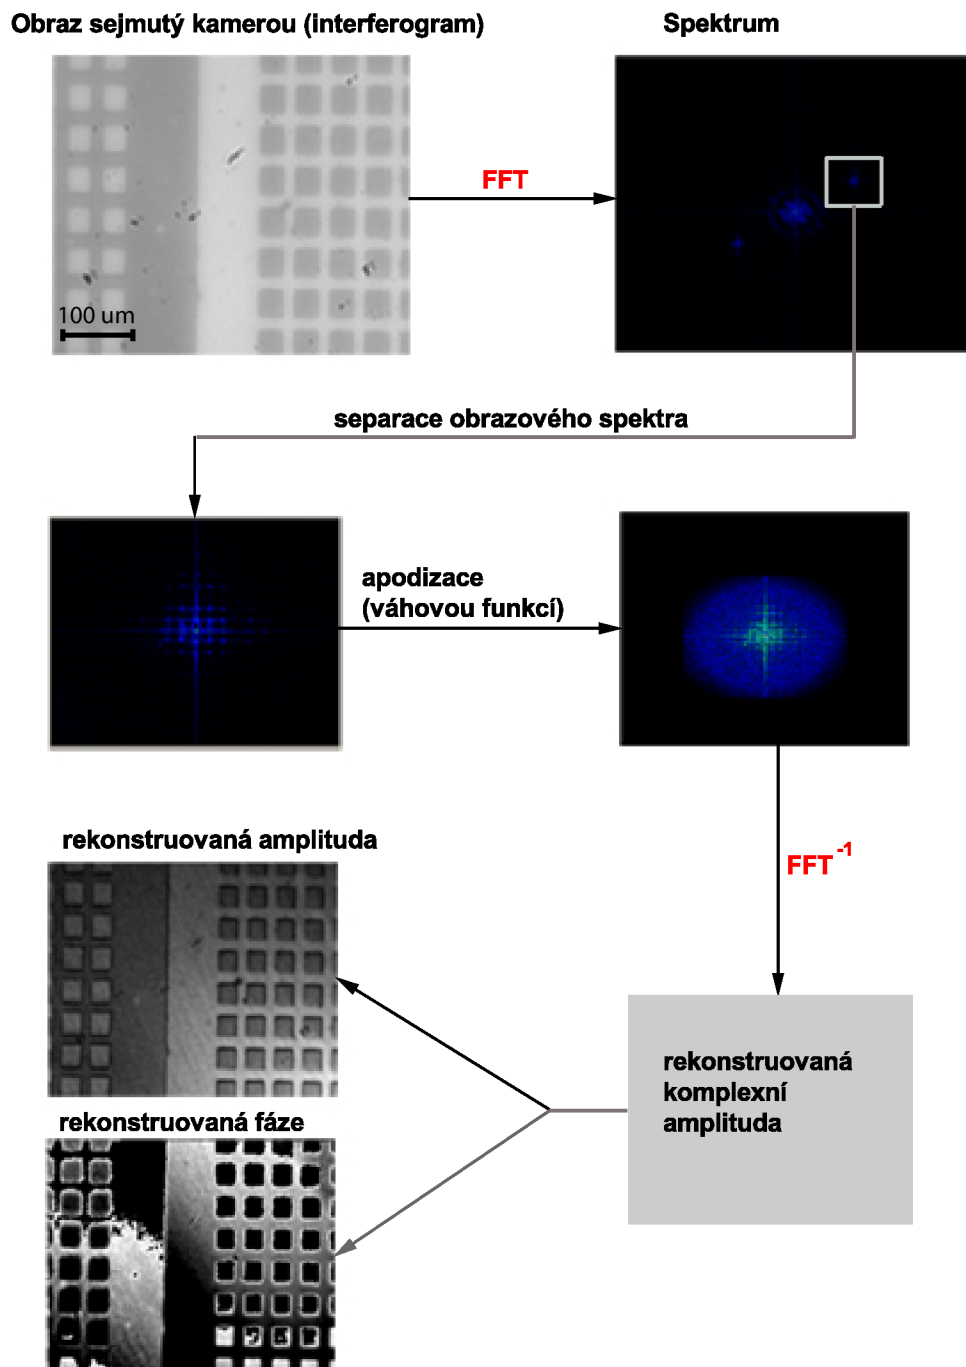 Obraz sejmutý kamerou (interferogram)
Spektrum
FFT
100 um
separace obrazového spektra
apodizace
(váhovou funkcí)
rekonstruovaná amplituda
FFT⁻¹
rekonstruovaná
komplexní
amplituda
rekonstruovaná fáze